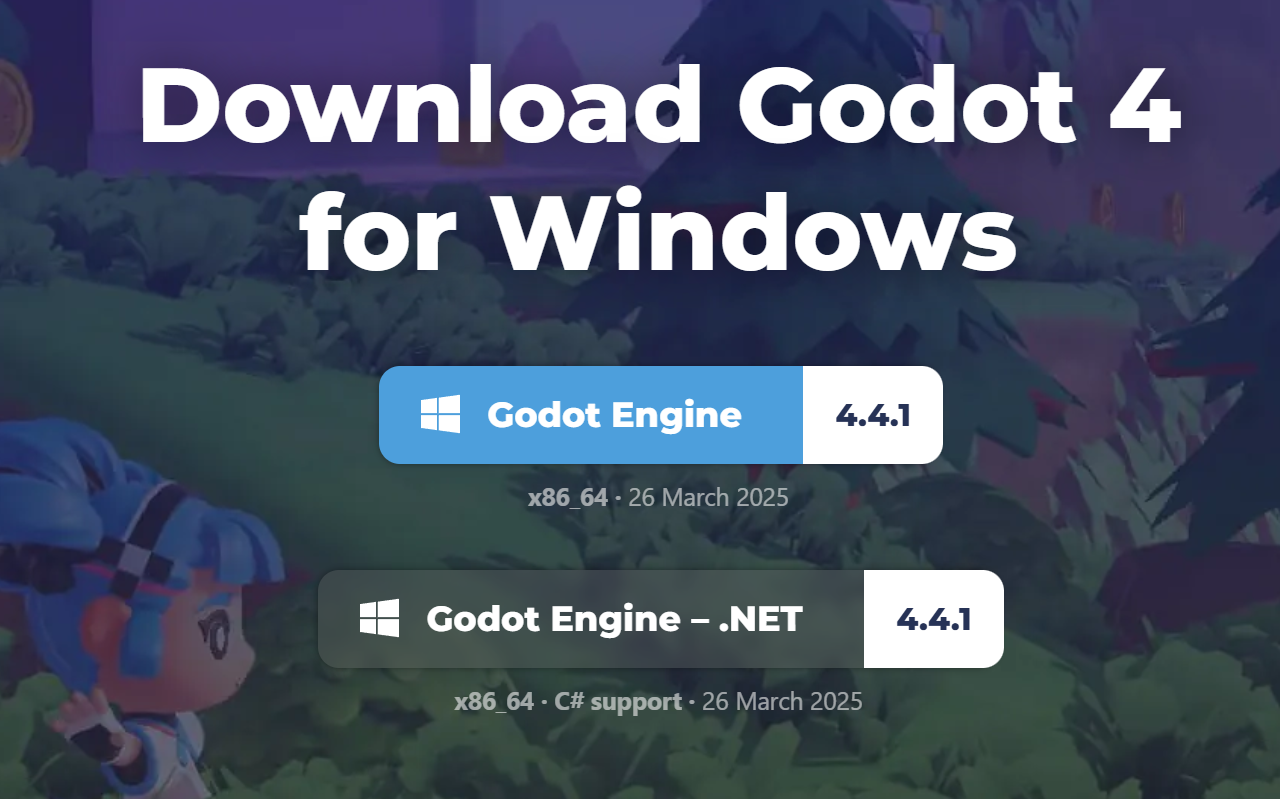 Download Godot 4
for Windows
Godot Engine 4.4.1
x86_64 · 26 March 2025
Godot Engine – .NET 4.4.1
x86_64 · C# support · 26 March 2025